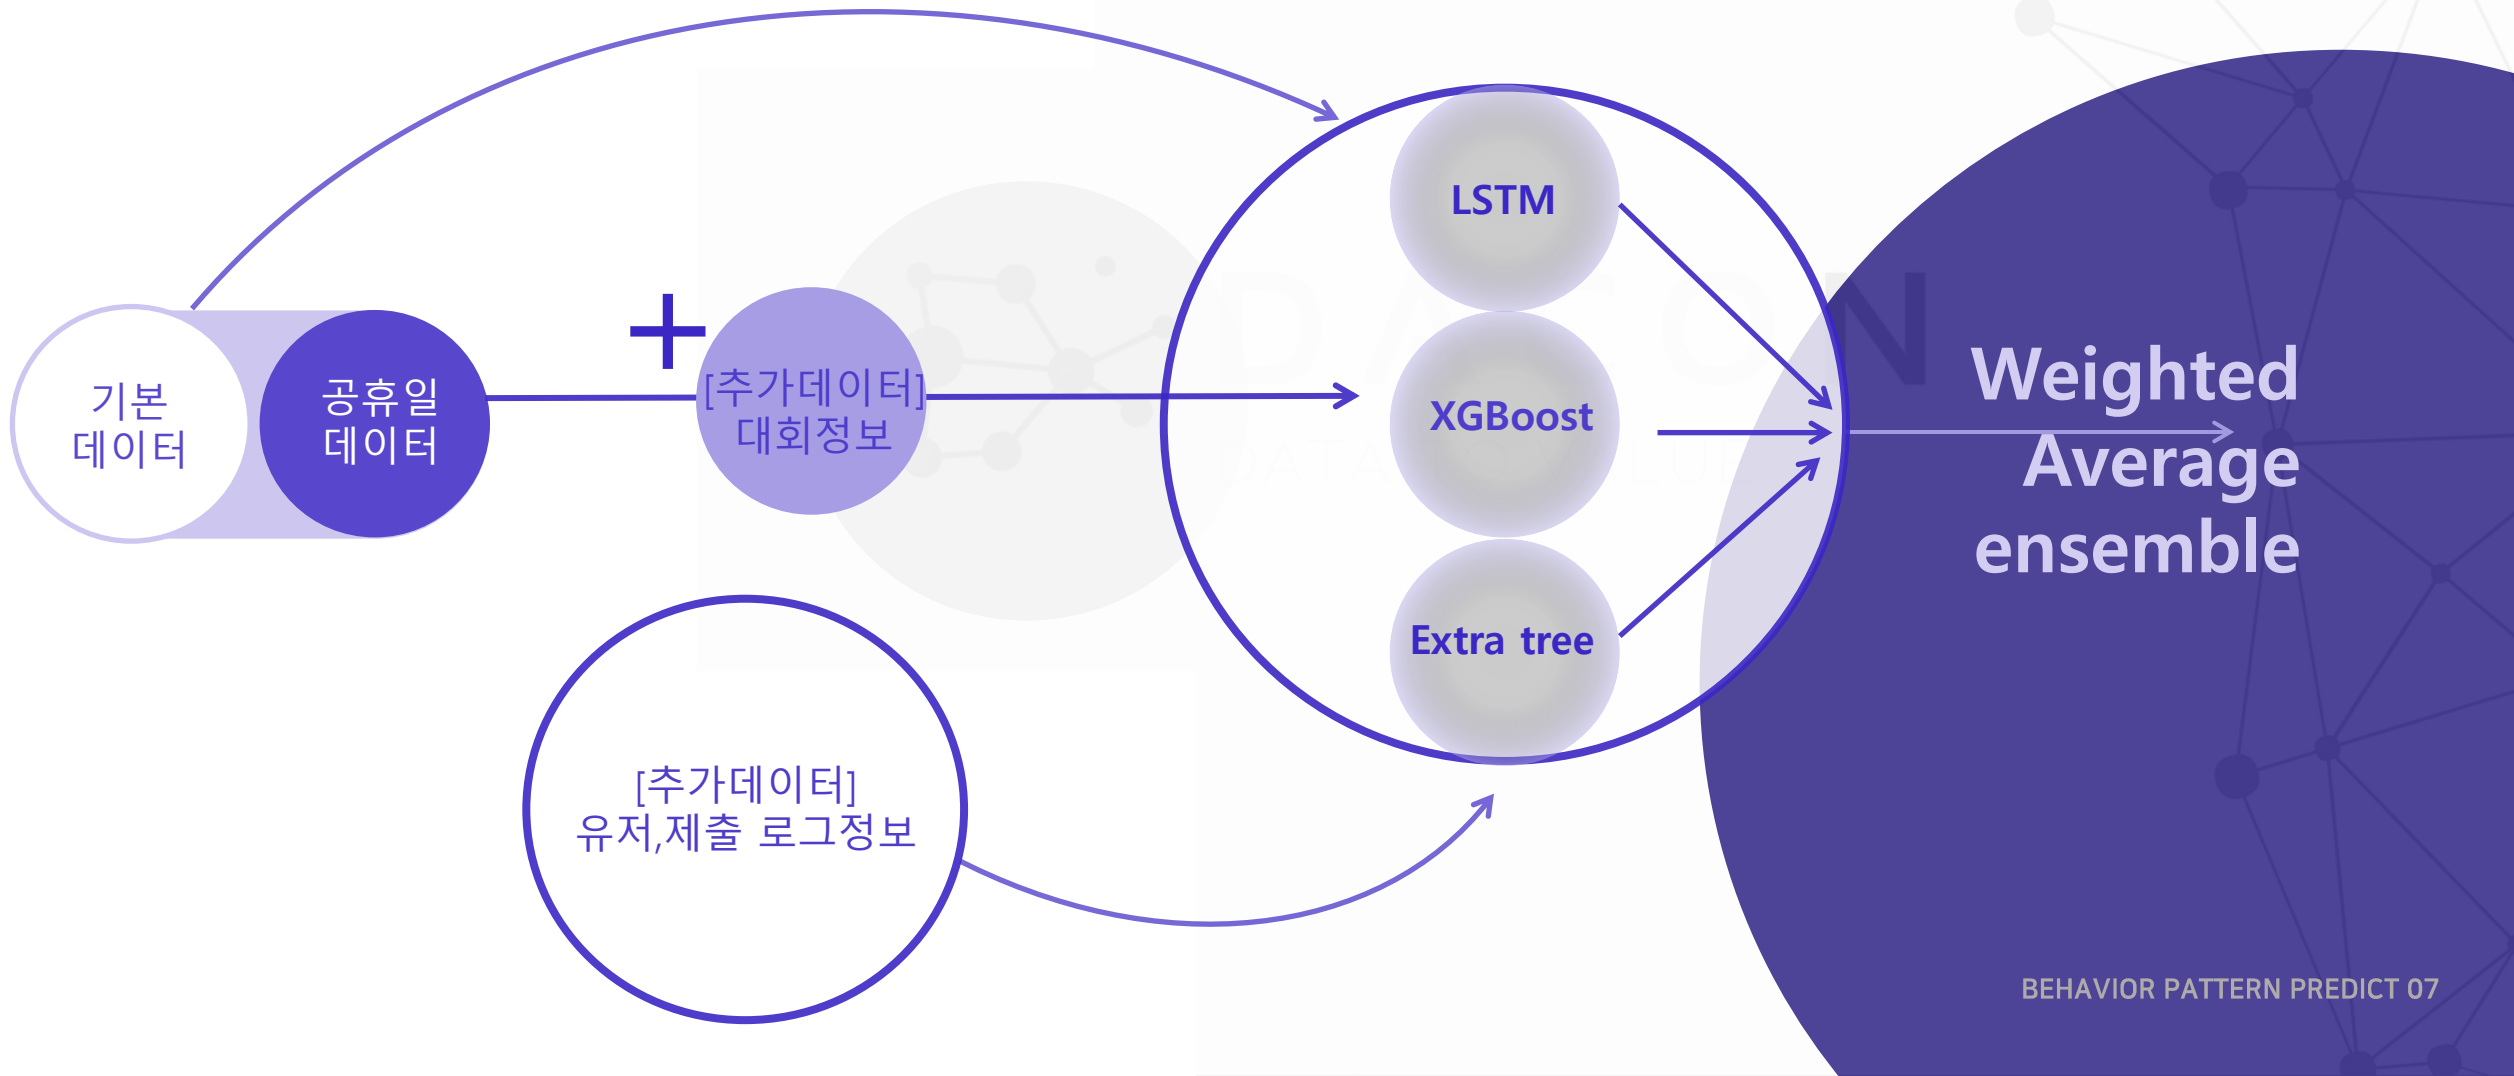 기본
데이터
공휴일
데이터
[추가데이터]
대회정보
[추가데이터]
유저,제출 로그정보
LSTM
XGBoost
Extra tree
Weighted
Average
ensemble
BEHAVIOR PATTERN PREDICT 07